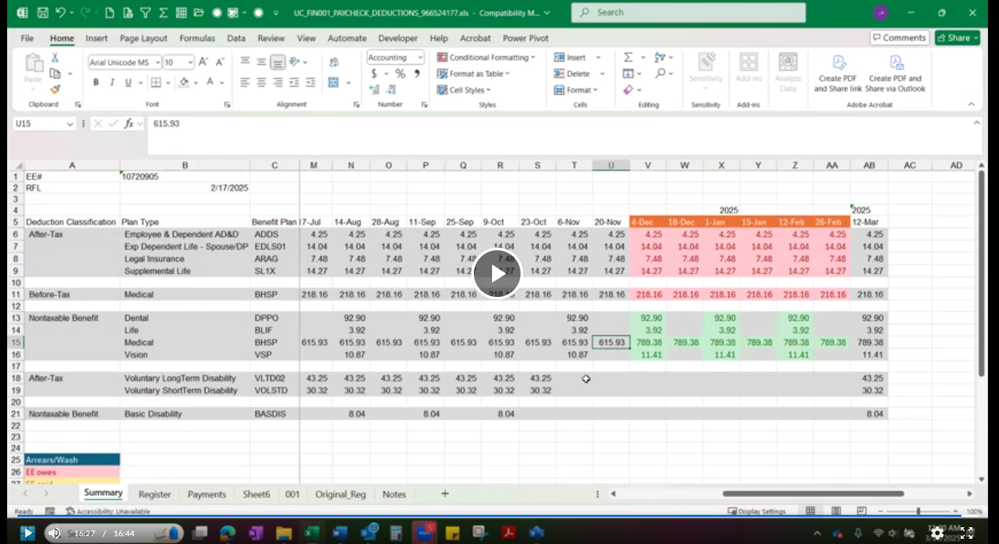 UC_FIN001_PAYCHECK_DEDUCTIONS_966524177.xls - Compatibility M... Search
File Home Insert Page Layout Formulas Data Review View Automate Developer Help Acrobat Power Pivot Comments Share
Arial Unicode MS 10 Accounting Conditional Formatting Insert
Paste B I U A $ % Format as Table Delete Sensitivity Add-ins Analyze Data Create PDF and Share link Create PDF and Share via Outlook
Cell Styles Format
Clipboard Font Alignment Number Styles Cells Editing Sensitivity Add-ins Adobe Acrobat
U15 fx 615.93
A B C M N O P Q R S T U V W X Y Z AA AB AC AD
1 EE# 10720905
2 RFL 2/17/2025
3
4 2025 2025
5 Deduction Classification Plan Type Benefit Plan 17-Jul 14-Aug 28-Aug 11-Sep 25-Sep 9-Oct 23-Oct 6-Nov 20-Nov 4-Dec 18-Dec 1-Jan 15-Jan 12-Feb 26-Feb 12-Mar
6 After-Tax Employee & Dependent AD&D ADDS 4.25 4.25 4.25 4.25 4.25 4.25 4.25 4.25 4.25 4.25 4.25 4.25 4.25 4.25 4.25 4.25
7 Exp Dependent Life - Spouse/DP EDLS01 14.04 14.04 14.04 14.04 14.04 14.04 14.04 14.04 14.04 14.04 14.04 14.04 14.04 14.04 14.04 14.04
8 Legal Insurance ARAG 7.48 7.48 7.48 7.48 7.48 7.48 7.48 7.48 7.48 7.48 7.48 7.48 7.48 7.48 7.48 7.48
9 Supplemental Life SL1X 14.27 14.27 14.27 14.27 14.27 14.27 14.27 14.27 14.27 14.27 14.27 14.27 14.27 14.27 14.27
10
11 Before-Tax Medical BHSP 218.16 218.16 218.16 218.16 218.16 218.16 218.16 218.16 218.16 218.16 218.16 218.16 218.16 218.16 218.16 218.16
12
13 Nontaxable Benefit Dental DPPO 92.90 92.90 92.90 92.90 92.90 92.90 92.90 92.90
14 Life BLIF 3.92 3.92 3.92 3.92 3.92 3.92 3.92 3.92
15 Medical BHSP 615.93 615.93 615.93 615.93 615.93 615.93 615.93 615.93 615.93 789.38 789.38 789.38 789.38 789.38 789.38 789.38
16 Vision VSP 10.87 10.87 10.87 10.87 11.41 11.41 11.41 11.41
17
18 After-Tax Voluntary LongTerm Disability VLTD02 43.25 43.25 43.25 43.25 43.25 43.25 43.25 43.25
19 Voluntary ShortTerm Disability VOLSTD 30.32 30.32 30.32 30.32 30.32 30.32 30.32 30.32
20
21 Nontaxable Benefit Basic Disability BASDIS 8.04 8.04 8.04 8.04
22
23
24
25 Arrears/Wash
26 EE owes
Summary Register Payments Sheet6 001 Original_Reg Notes +
Ready Accessibility: Unavailable Display Settings 100%
16:27 / 16:44